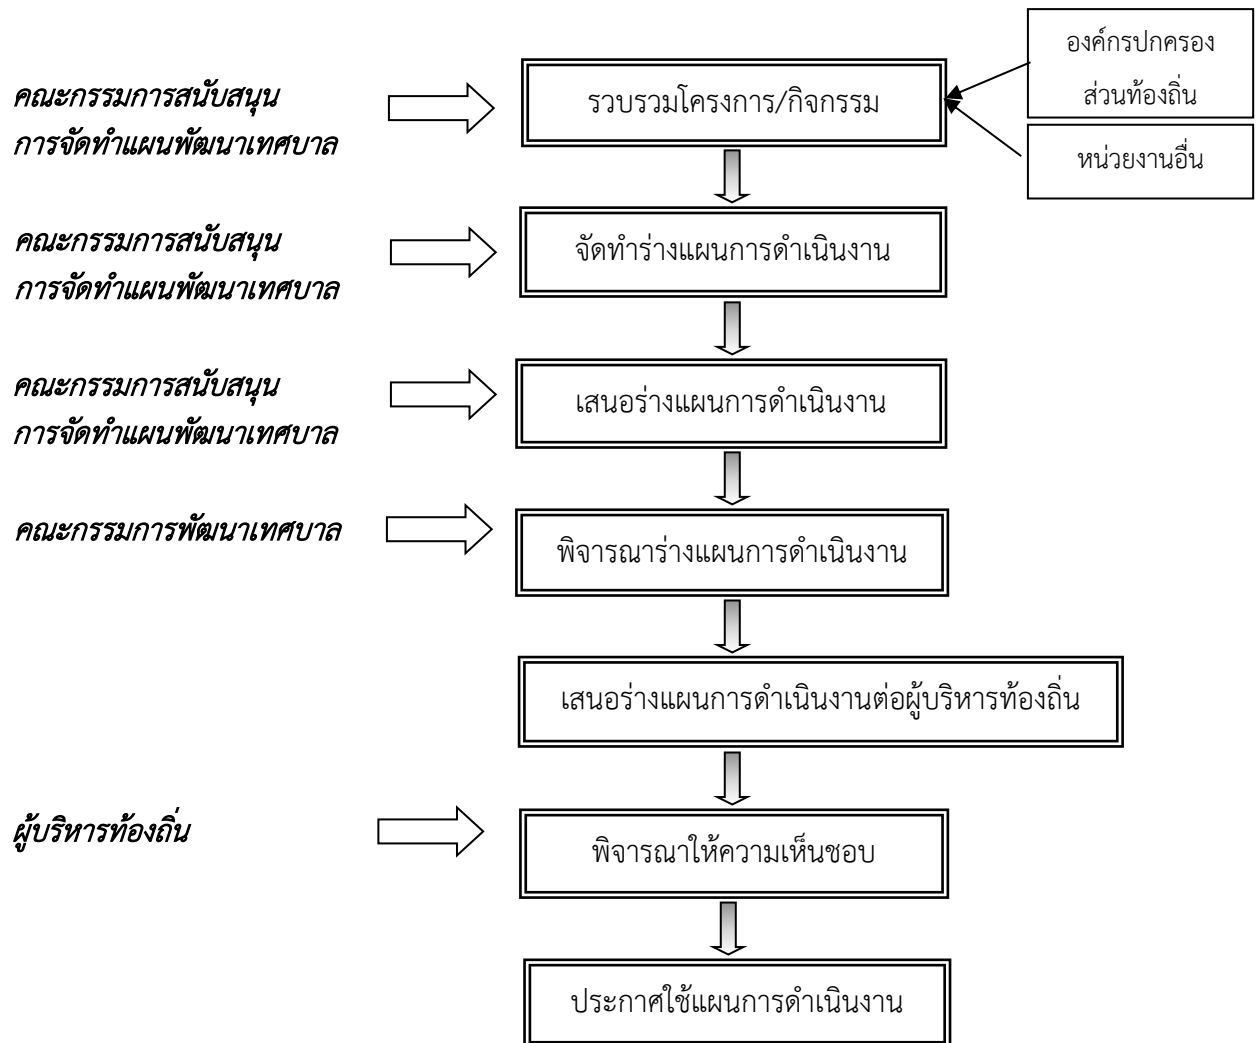 องค์กรปกครอง
ส่วนท้องถิ่น
คณะกรรมการสนับสนุน
การจัดทำแผนพัฒนาเทศบาล
รวบรวมโครงการ/กิจกรรม
หน่วยงานอื่น
คณะกรรมการสนับสนุน
การจัดทำแผนพัฒนาเทศบาล
จัดทำร่างแผนการดำเนินงาน
คณะกรรมการสนับสนุน
การจัดทำแผนพัฒนาเทศบาล
เสนอร่างแผนการดำเนินงาน
คณะกรรมการพัฒนาเทศบาล
พิจารณาร่างแผนการดำเนินงาน
เสนอร่างแผนการดำเนินงานต่อผู้บริหารท้องถิ่น
ผู้บริหารท้องถิ่น
พิจารณาให้ความเห็นชอบ
ประกาศใช้แผนการดำเนินงาน